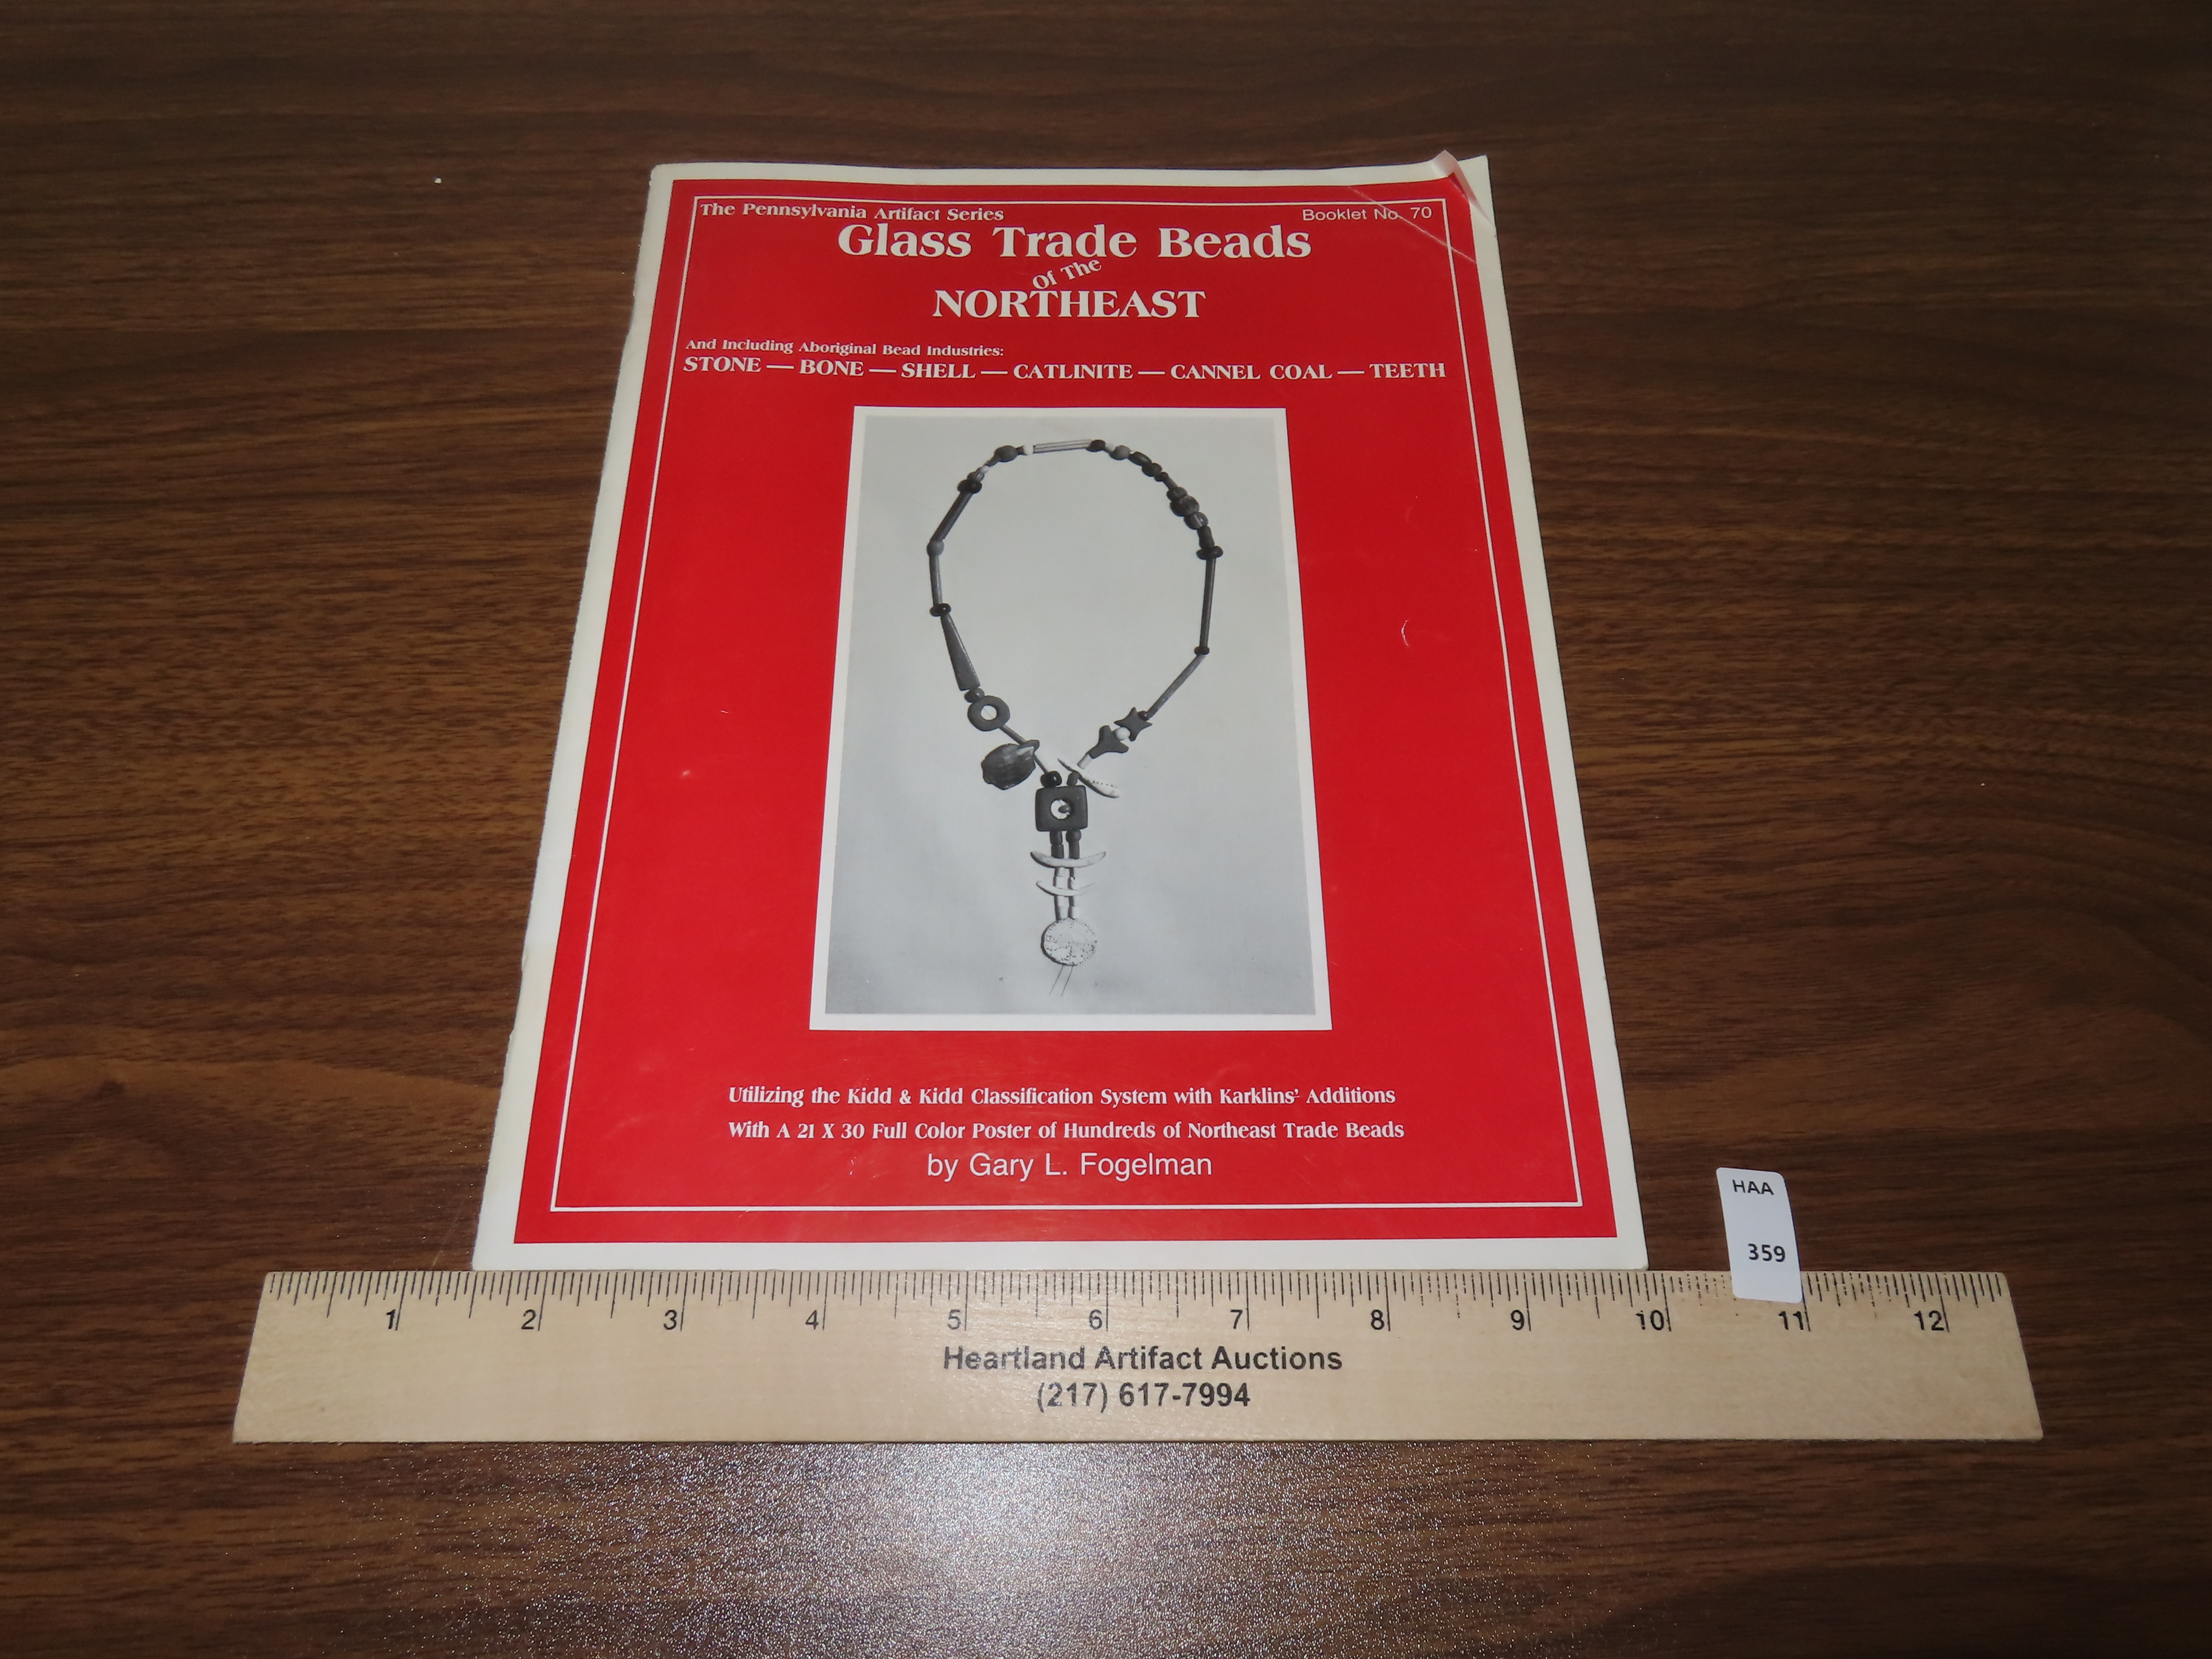 The Pennsylvania Artifact Series
Booklet No. 70
Glass Trade Beads
Of The
NORTHEAST
And Including Aboriginal Bead Industries:
STONE — BONE — SHELL — CATLINITE — CANNEL COAL — TEETH
Utilizing the Kidd & Kidd Classification System with Karklins' Additions
With A 21 X 30 Full Color Poster of Hundreds of Northeast Trade Beads
by Gary L. Fogelman
HAA
359
1 2 3 4 5 6 7 8 9 10 11 12
Heartland Artifact Auctions
(217) 617-7994